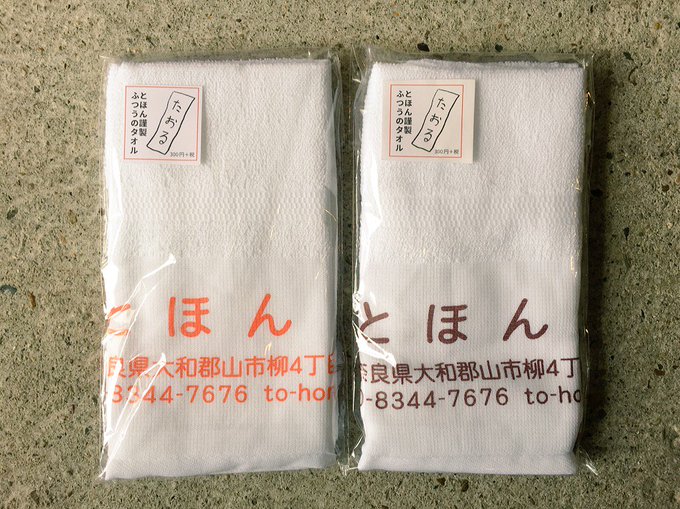 とほん謹製
ふつうのタオル
たおる
300円+税
とほん
良県大和郡山市柳4丁目
8344-7676 to-hon
とほん謹製
ふつうのタオル
たおる
300円+税
とほん
奈良県大和郡山市柳4丁
0-8344-7676 to-ho